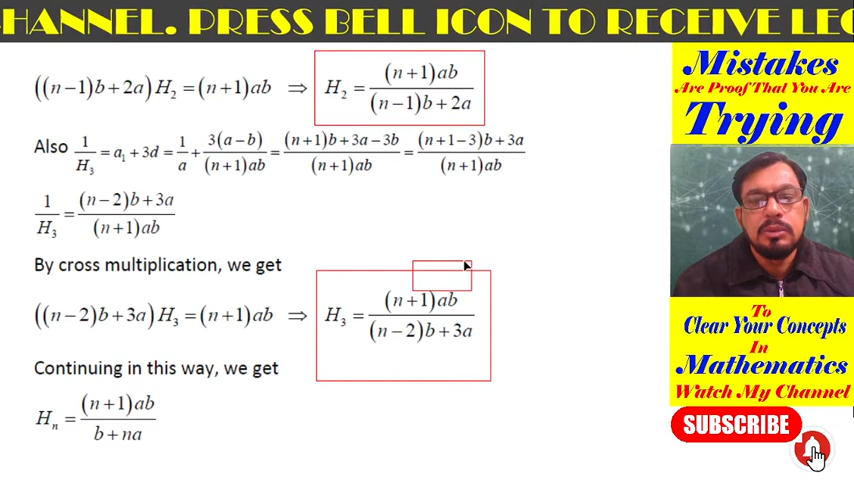 CHANNEL. PRESS BELL ICON TO RECEIVE LEC
((n−1)b+2a)H₂=(n+1)ab ⇒ H₂ = (n+1)ab / (n−1)b+2a
Also 1/H₃ = a₁+3d = 1/a + 3(a−b)/(n+1)ab = (n+1)b+3a−3b / (n+1)ab = (n+1−3)b+3a / (n+1)ab
1/H₃ = (n−2)b+3a / (n+1)ab
By cross multiplication, we get
((n−2)b+3a)H₃=(n+1)ab ⇒ H₃ = (n+1)ab / (n−2)b+3a
Continuing in this way, we get
Hₙ = (n+1)ab / b+na
Mistakes
Are Proof That You Are
Trying
To
Clear Your Concepts
In
Mathematics
Watch My Channel
SUBSCRIBE